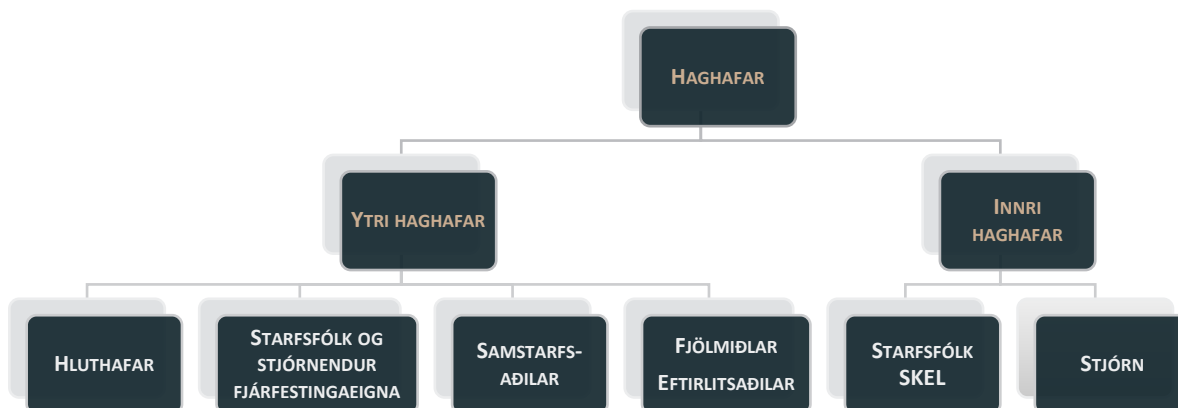 Haghafar
Ytri haghafar
Innri
haghafar
Hluthafar
Starfsfólk og
stjórnendur
fjárfestingaeigna
Samstarfs-
aðilar
Fjölmiðlar
Eftirlitsaðilar
Starfsfólk
SKEL
Stjórn